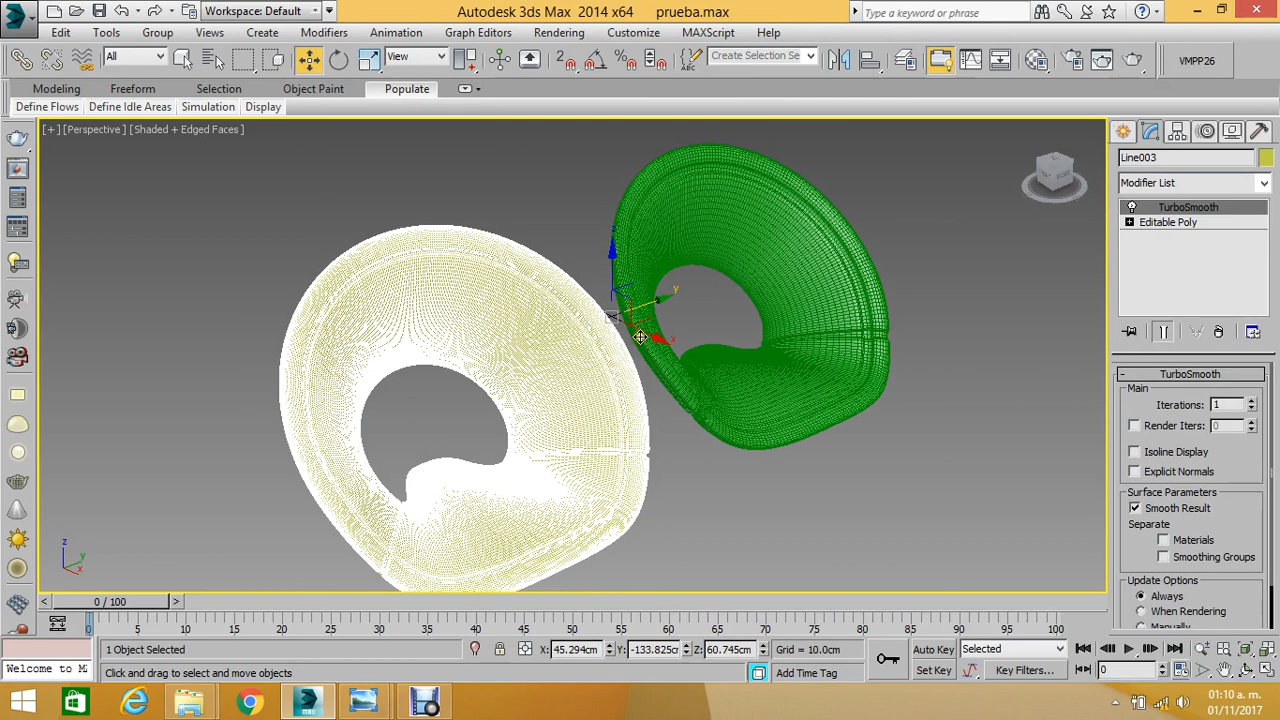 Workspace: Default
Autodesk 3ds Max 2014 x64 prueba.max
Type a keyword or phrase
Edit Tools Group Views Create Modifiers Animation Graph Editors Rendering Customize MAXScript Help
All
View
Create Selection Se
VMPP26
Modeling Freeform Selection Object Paint Populate
Define Flows Define Idle Areas Simulation Display
[+] [Perspective] [Shaded + Edged Faces]
Line003
Modifier List
TurboSmooth
Editable Poly
z
y
x
TurboSmooth
Main
Iterations: 1
Render Iters: 0
Isoline Display
Explicit Normals
Surface Parameters
Smooth Result
Separate
Materials
Smoothing Groups
Update Options
Always
When Rendering
Manually
z
y
x
0 / 100
0 5 10 15 20 25 30 35 40 45 50 55 60 65 70 75 80 85 90 95 100
1 Object Selected
X: 45.294cm Y: -133.825cm Z: 60.745cm Grid = 10.0cm
Auto Key Selected
Welcome to M
Click and drag to select and move objects
Add Time Tag
Set Key Key Filters...
0
01:10 a. m.
01/11/2017